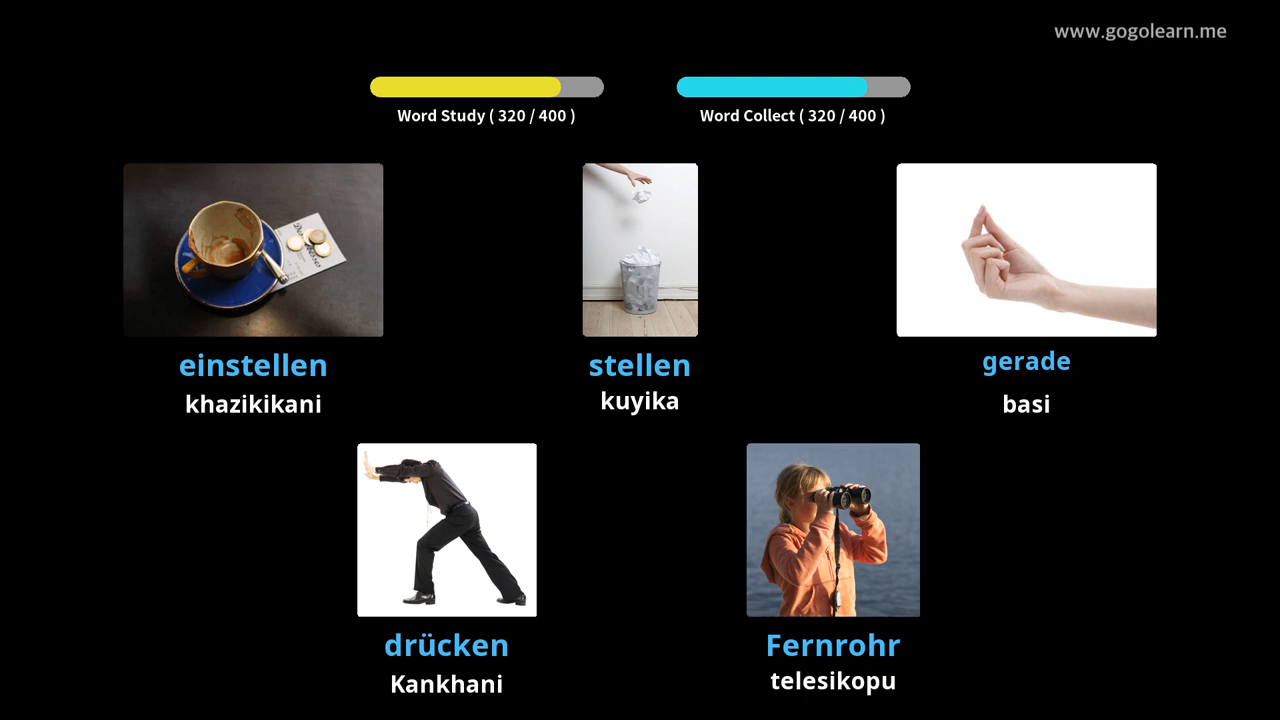 www.gogolearn.me
Word Study ( 320 / 400 )
Word Collect ( 320 / 400 )
einstellen
khazikikani
stellen
kuyika
gerade
basi
drücken
Kankhani
Fernrohr
telesikopu